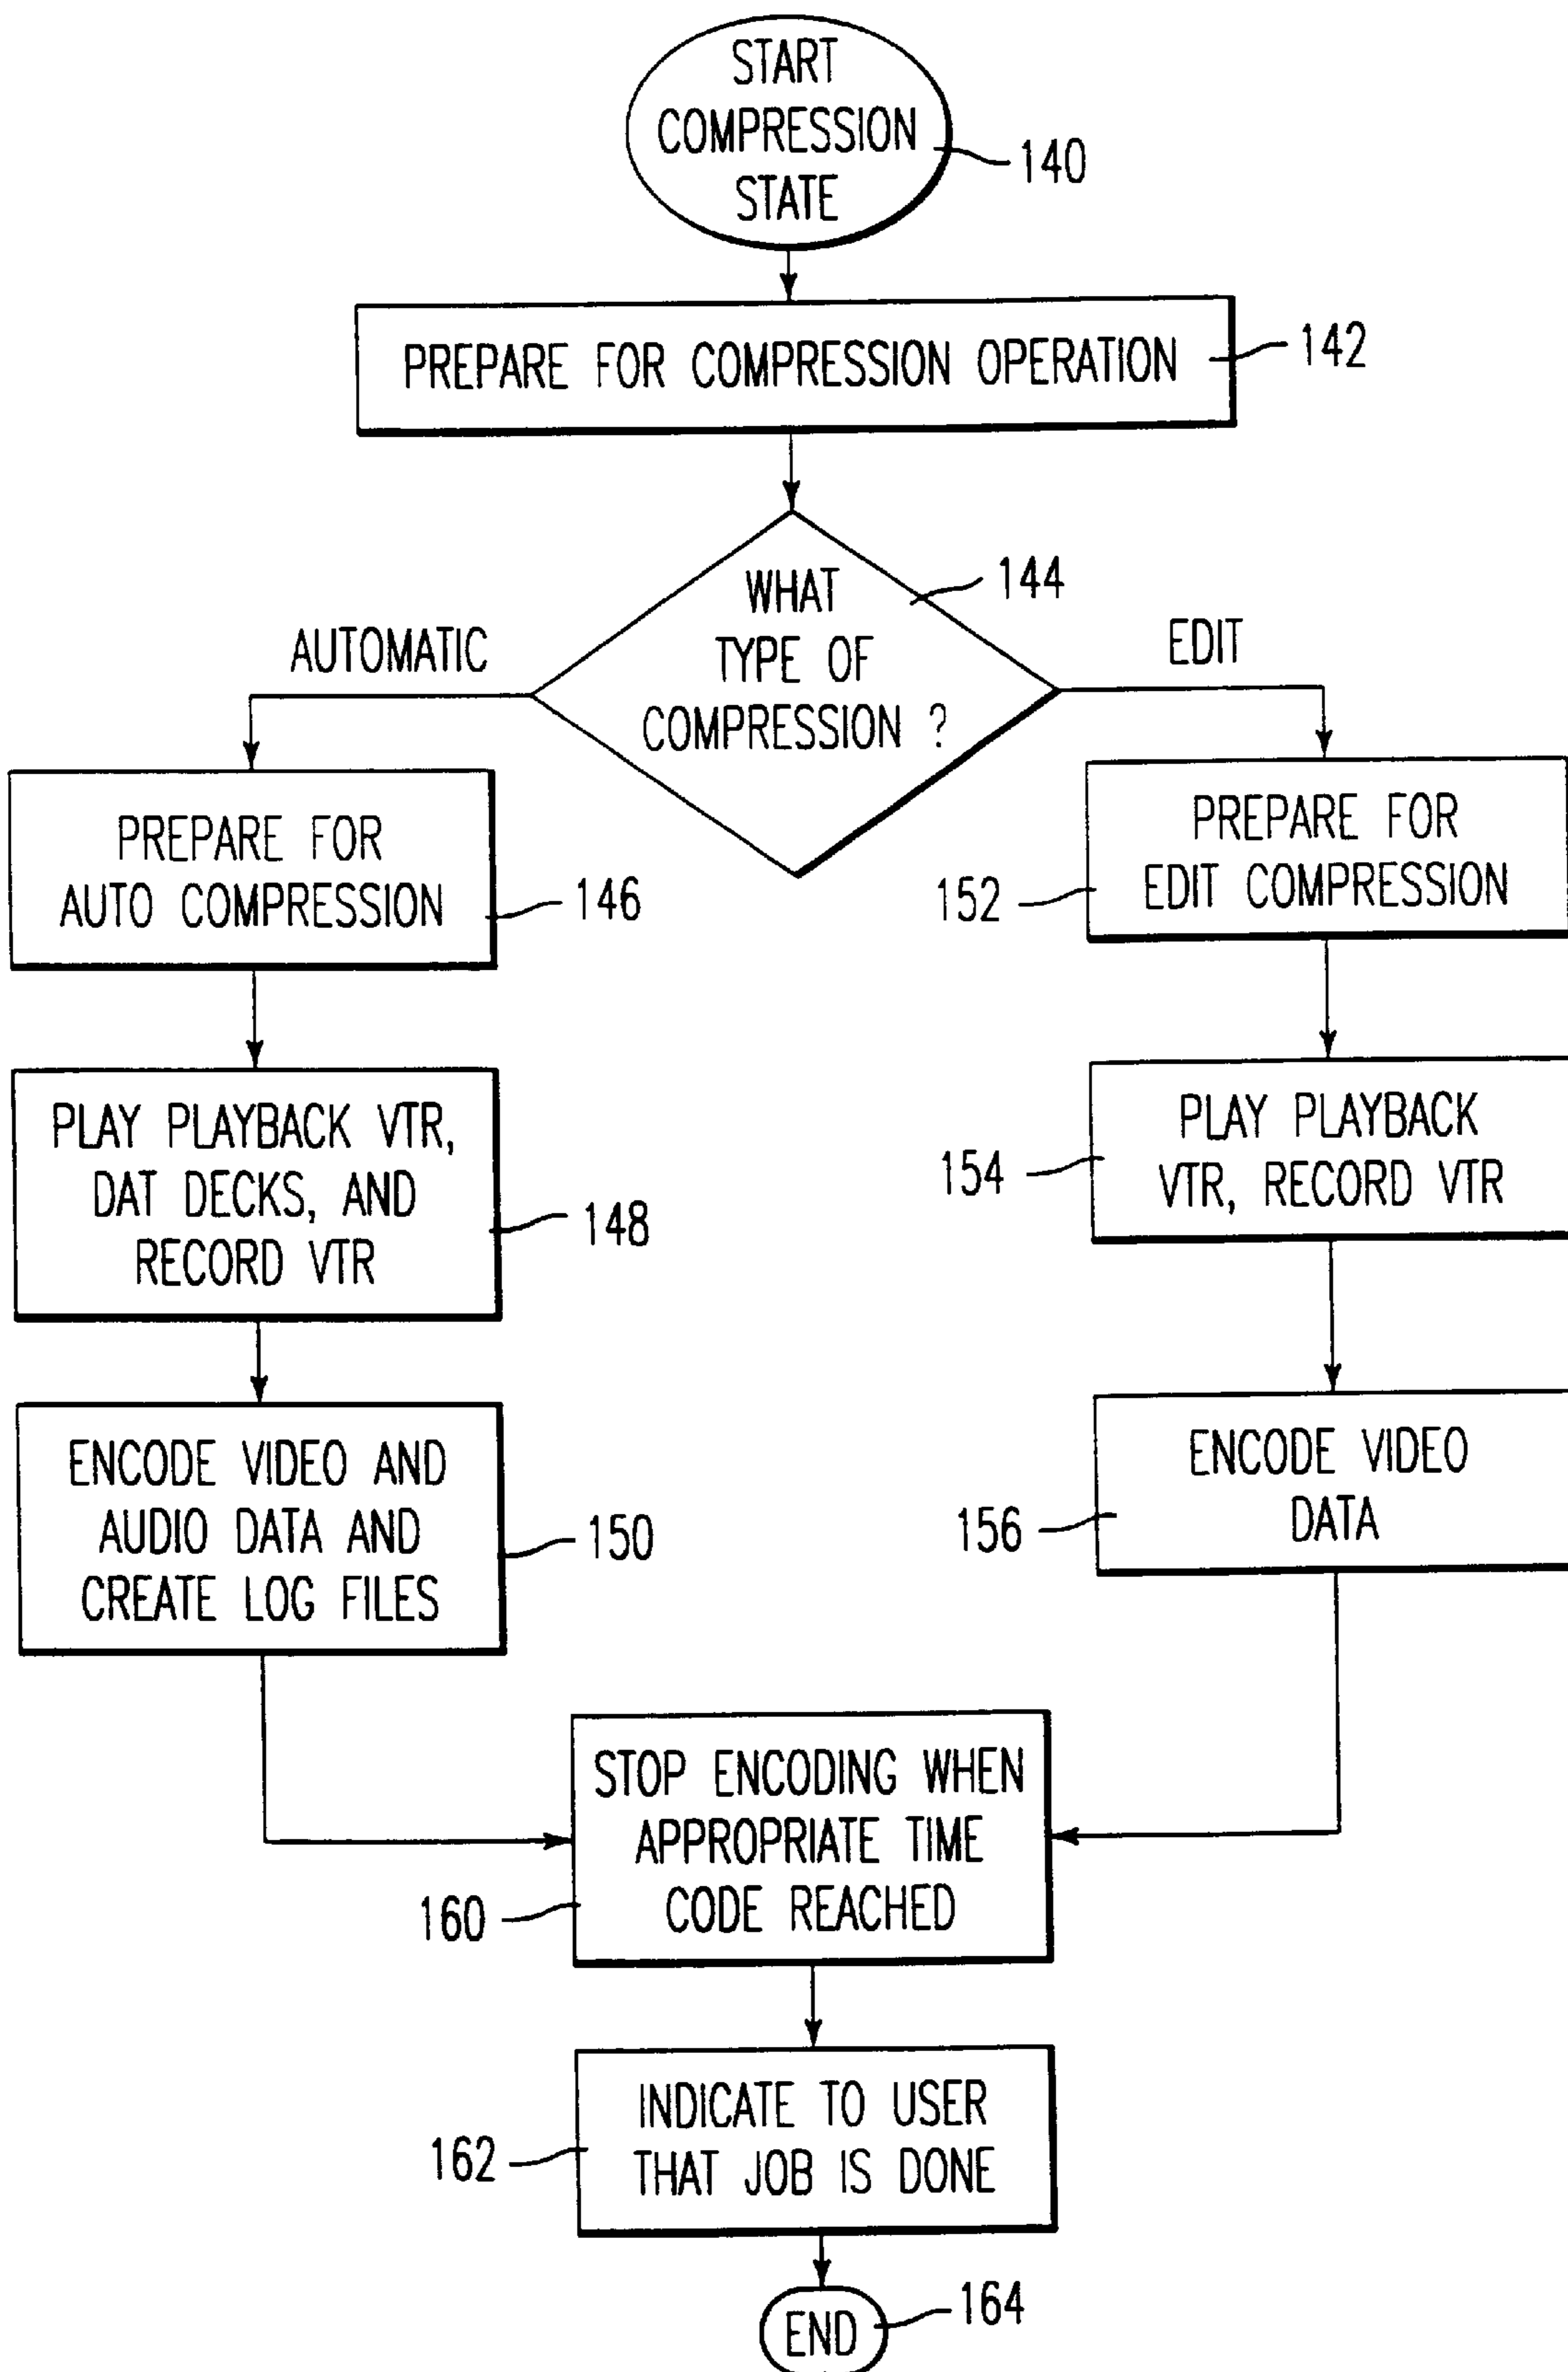 START
COMPRESSION
STATE
140
PREPARE FOR COMPRESSION OPERATION
142
WHAT
TYPE OF
COMPRESSION ?
144
AUTOMATIC
EDIT
PREPARE FOR
AUTO COMPRESSION
146
PREPARE FOR
EDIT COMPRESSION
152
PLAY PLAYBACK VTR,
DAT DECKS, AND
RECORD VTR
148
PLAY PLAYBACK
VTR, RECORD VTR
154
ENCODE VIDEO AND
AUDIO DATA AND
CREATE LOG FILES
150
ENCODE VIDEO
DATA
156
STOP ENCODING WHEN
APPROPRIATE TIME
CODE REACHED
160
INDICATE TO USER
THAT JOB IS DONE
162
END
164